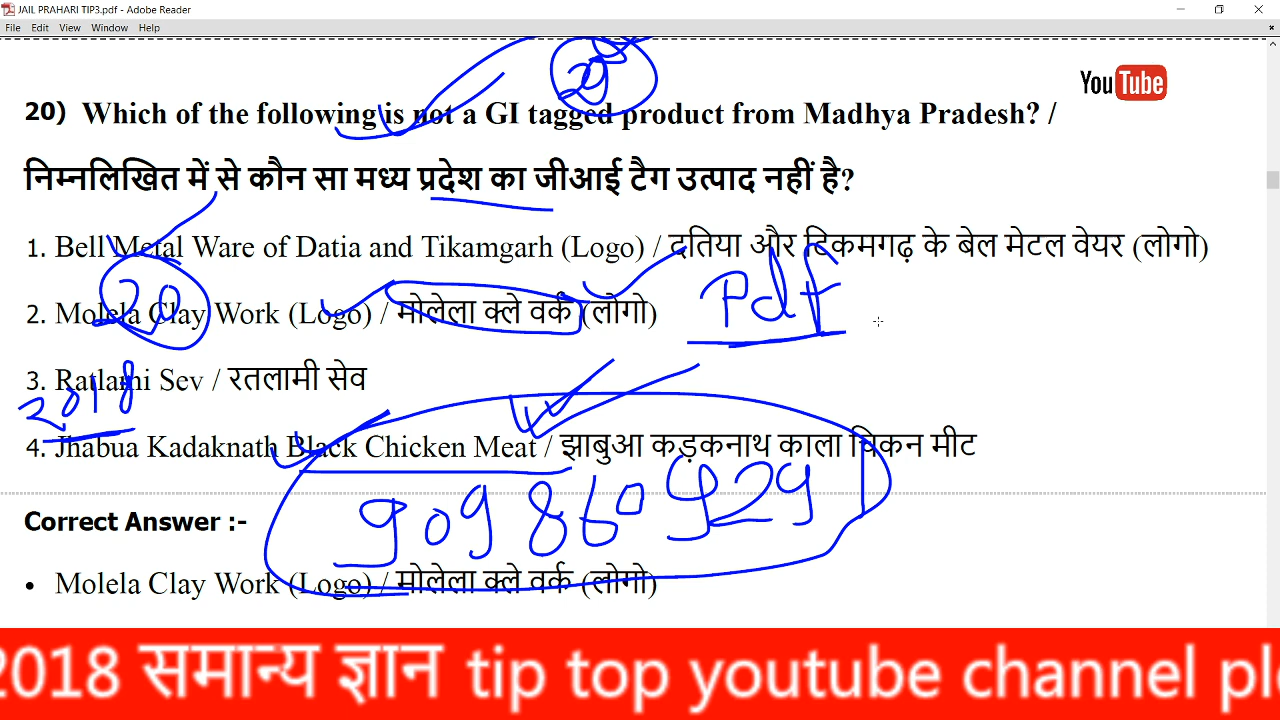 JAIL PRAHARI TIP3.pdf - Adobe Reader
File Edit View Window Help
YouTube
20) Which of the following is not a GI tagged product from Madhya Pradesh? /
निम्नलिखित में से कौन सा मध्य प्रदेश का जीआई टैग उत्पाद नहीं है?
1. Bell Metal Ware of Datia and Tikamgarh (Logo) / दतिया और टिकमगढ़ के बेल मेटल वेयर (लोगो)
20
2. Molela Clay Work (Logo) / मोलेला क्ले वर्क (लोगो)
Pdf
3. Ratlami Sev / रतलामी सेव
2018
4. Jhabua Kadaknath Black Chicken Meat / झाबुआ कड़कनाथ काला चिकन मीट
Correct Answer :-
• Molela Clay Work (Logo) / मोलेला क्ले वर्क (लोगो)
2018 समान्य ज्ञान tip top youtube channel